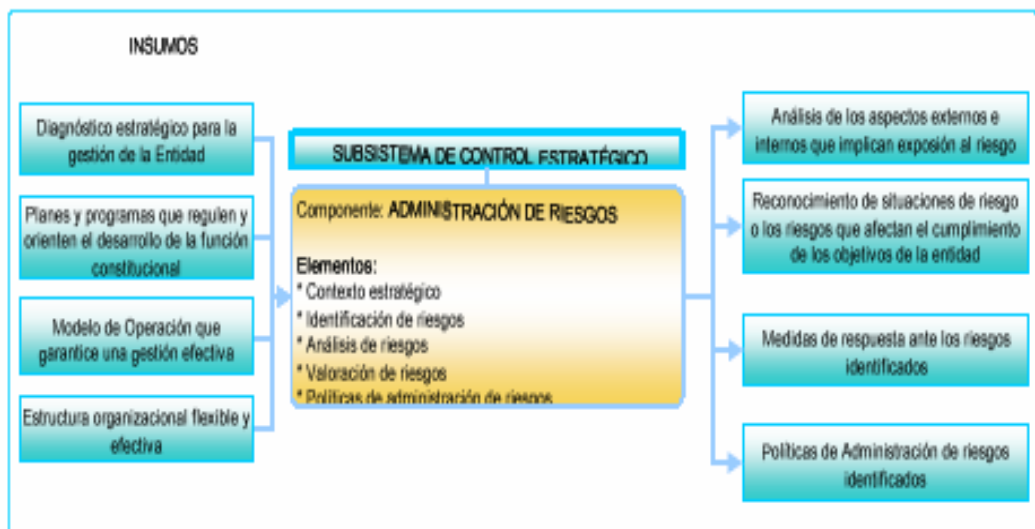 INSUMOS
Diagnóstico estratégico para la
gestión de la Entidad
Planes y programas que regulen y
orienten el desarrollo de la función
constitucional
Modelo de Operación que
garantice una gestión efectiva
Estructura organizacional flexible y
efectiva
SUBSISTEMA DE CONTROL ESTRATÉGICO
Componente: ADMINISTRACIÓN DE RIESGOS
Elementos:
* Contexto estratégico
* Identificación de riesgos
* Análisis de riesgos
* Valoración de riesgos
* Políticas de administración de riesgos
Análisis de los aspectos externos e
internos que implican exposición al riesgo
Reconocimiento de situaciones de riesgo
o los riesgos que afectan el cumplimiento
de los objetivos de la entidad
Medidas de respuesta ante los riesgos
identificados
Políticas de Administración de riesgos
identificados